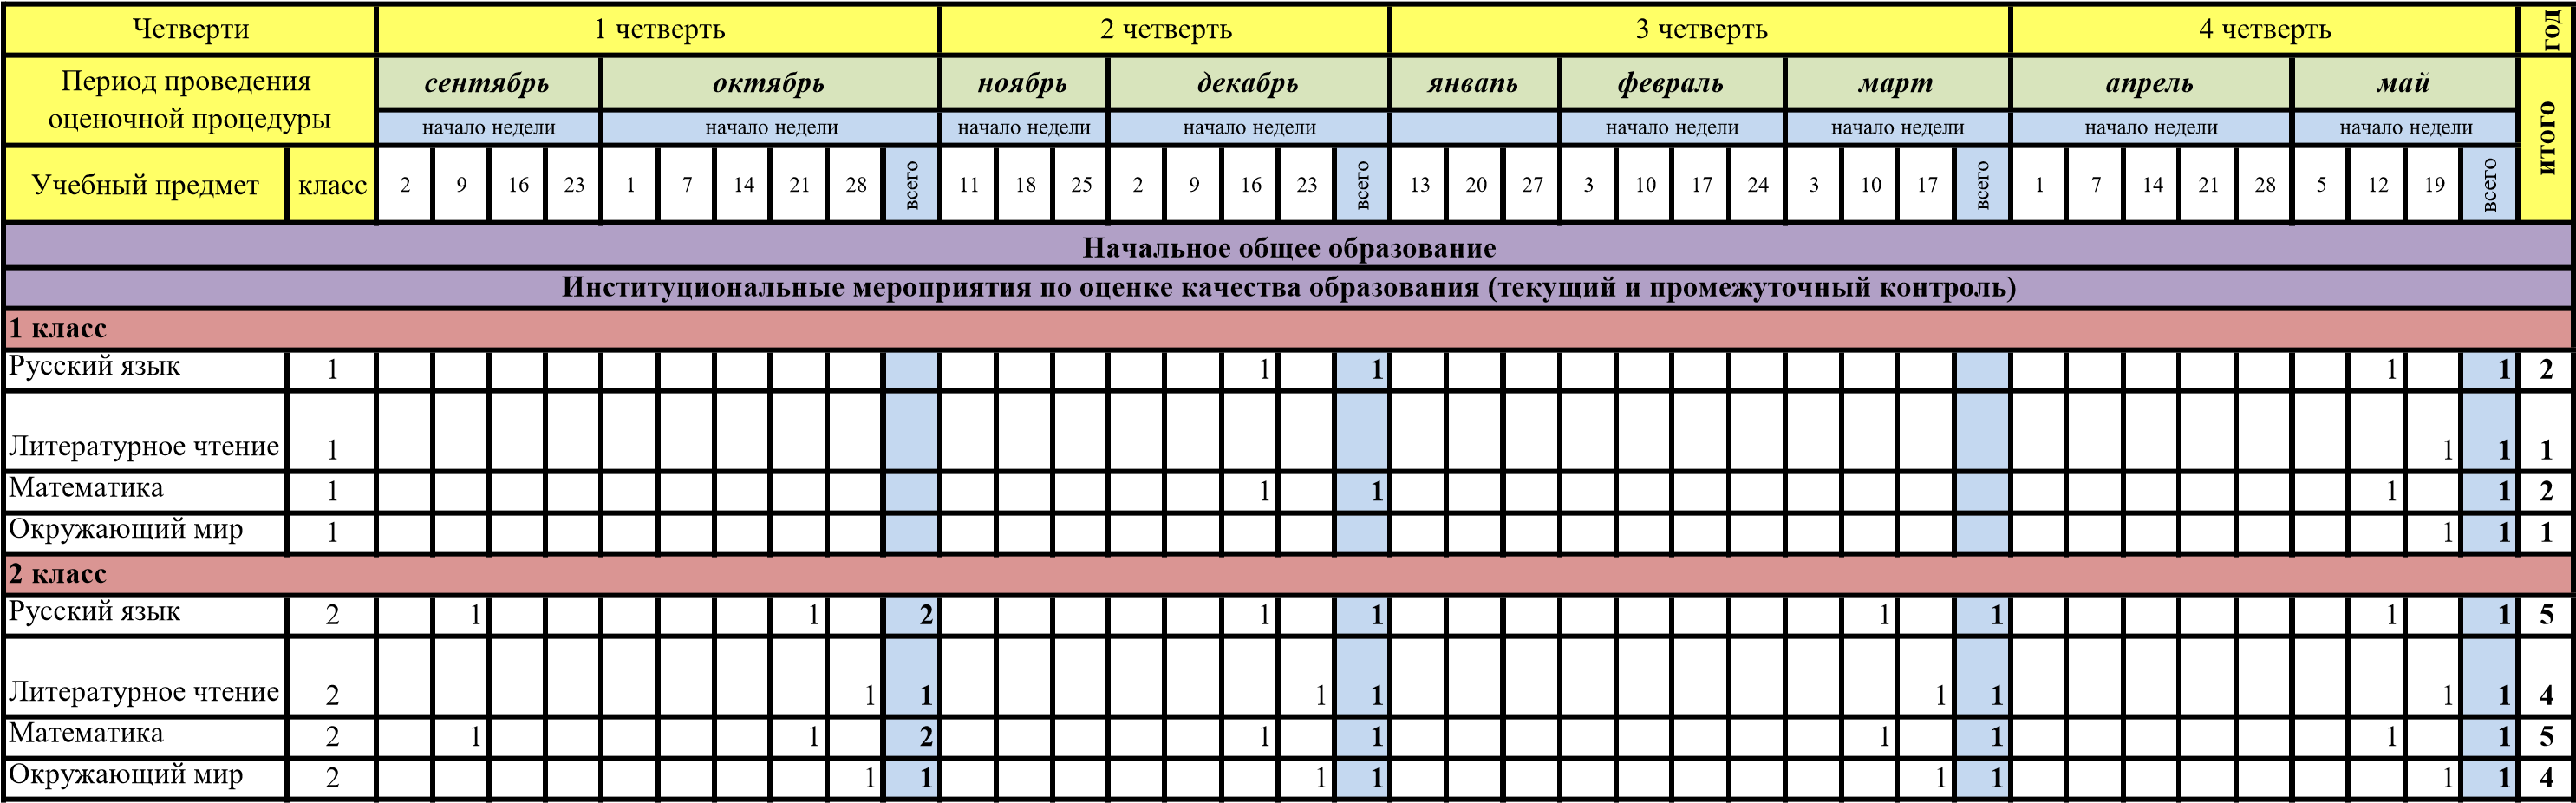 Четверти 1 четверть 2 четверть 3 четверть 4 четверть год
Период проведения оценочной процедуры сентябрь октябрь ноябрь декабрь январь февраль март апрель май итого
начало недели начало недели начало недели начало недели начало недели начало недели начало недели начало недели
Учебный предмет класс 2 9 16 23 1 7 14 21 28 всего 11 18 25 2 9 16 23 всего 13 20 27 3 10 17 24 3 10 17 всего 1 7 14 21 28 5 12 19 всего
Начальное общее образование
Институциональные мероприятия по оценке качества образования (текущий и промежуточный контроль)
1 класс
Русский язык 1 1 1 1 1 2
Литературное чтение 1 1 1 1
Математика 1 1 1 1 1 2
Окружающий мир 1 1 1 1
2 класс
Русский язык 2 1 1 2 1 1 1 1 1 1 5
Литературное чтение 2 1 1 1 1 1 1 1 1 4
Математика 2 1 1 2 1 1 1 1 1 1 5
Окружающий мир 2 1 1 1 1 1 1 1 1 4